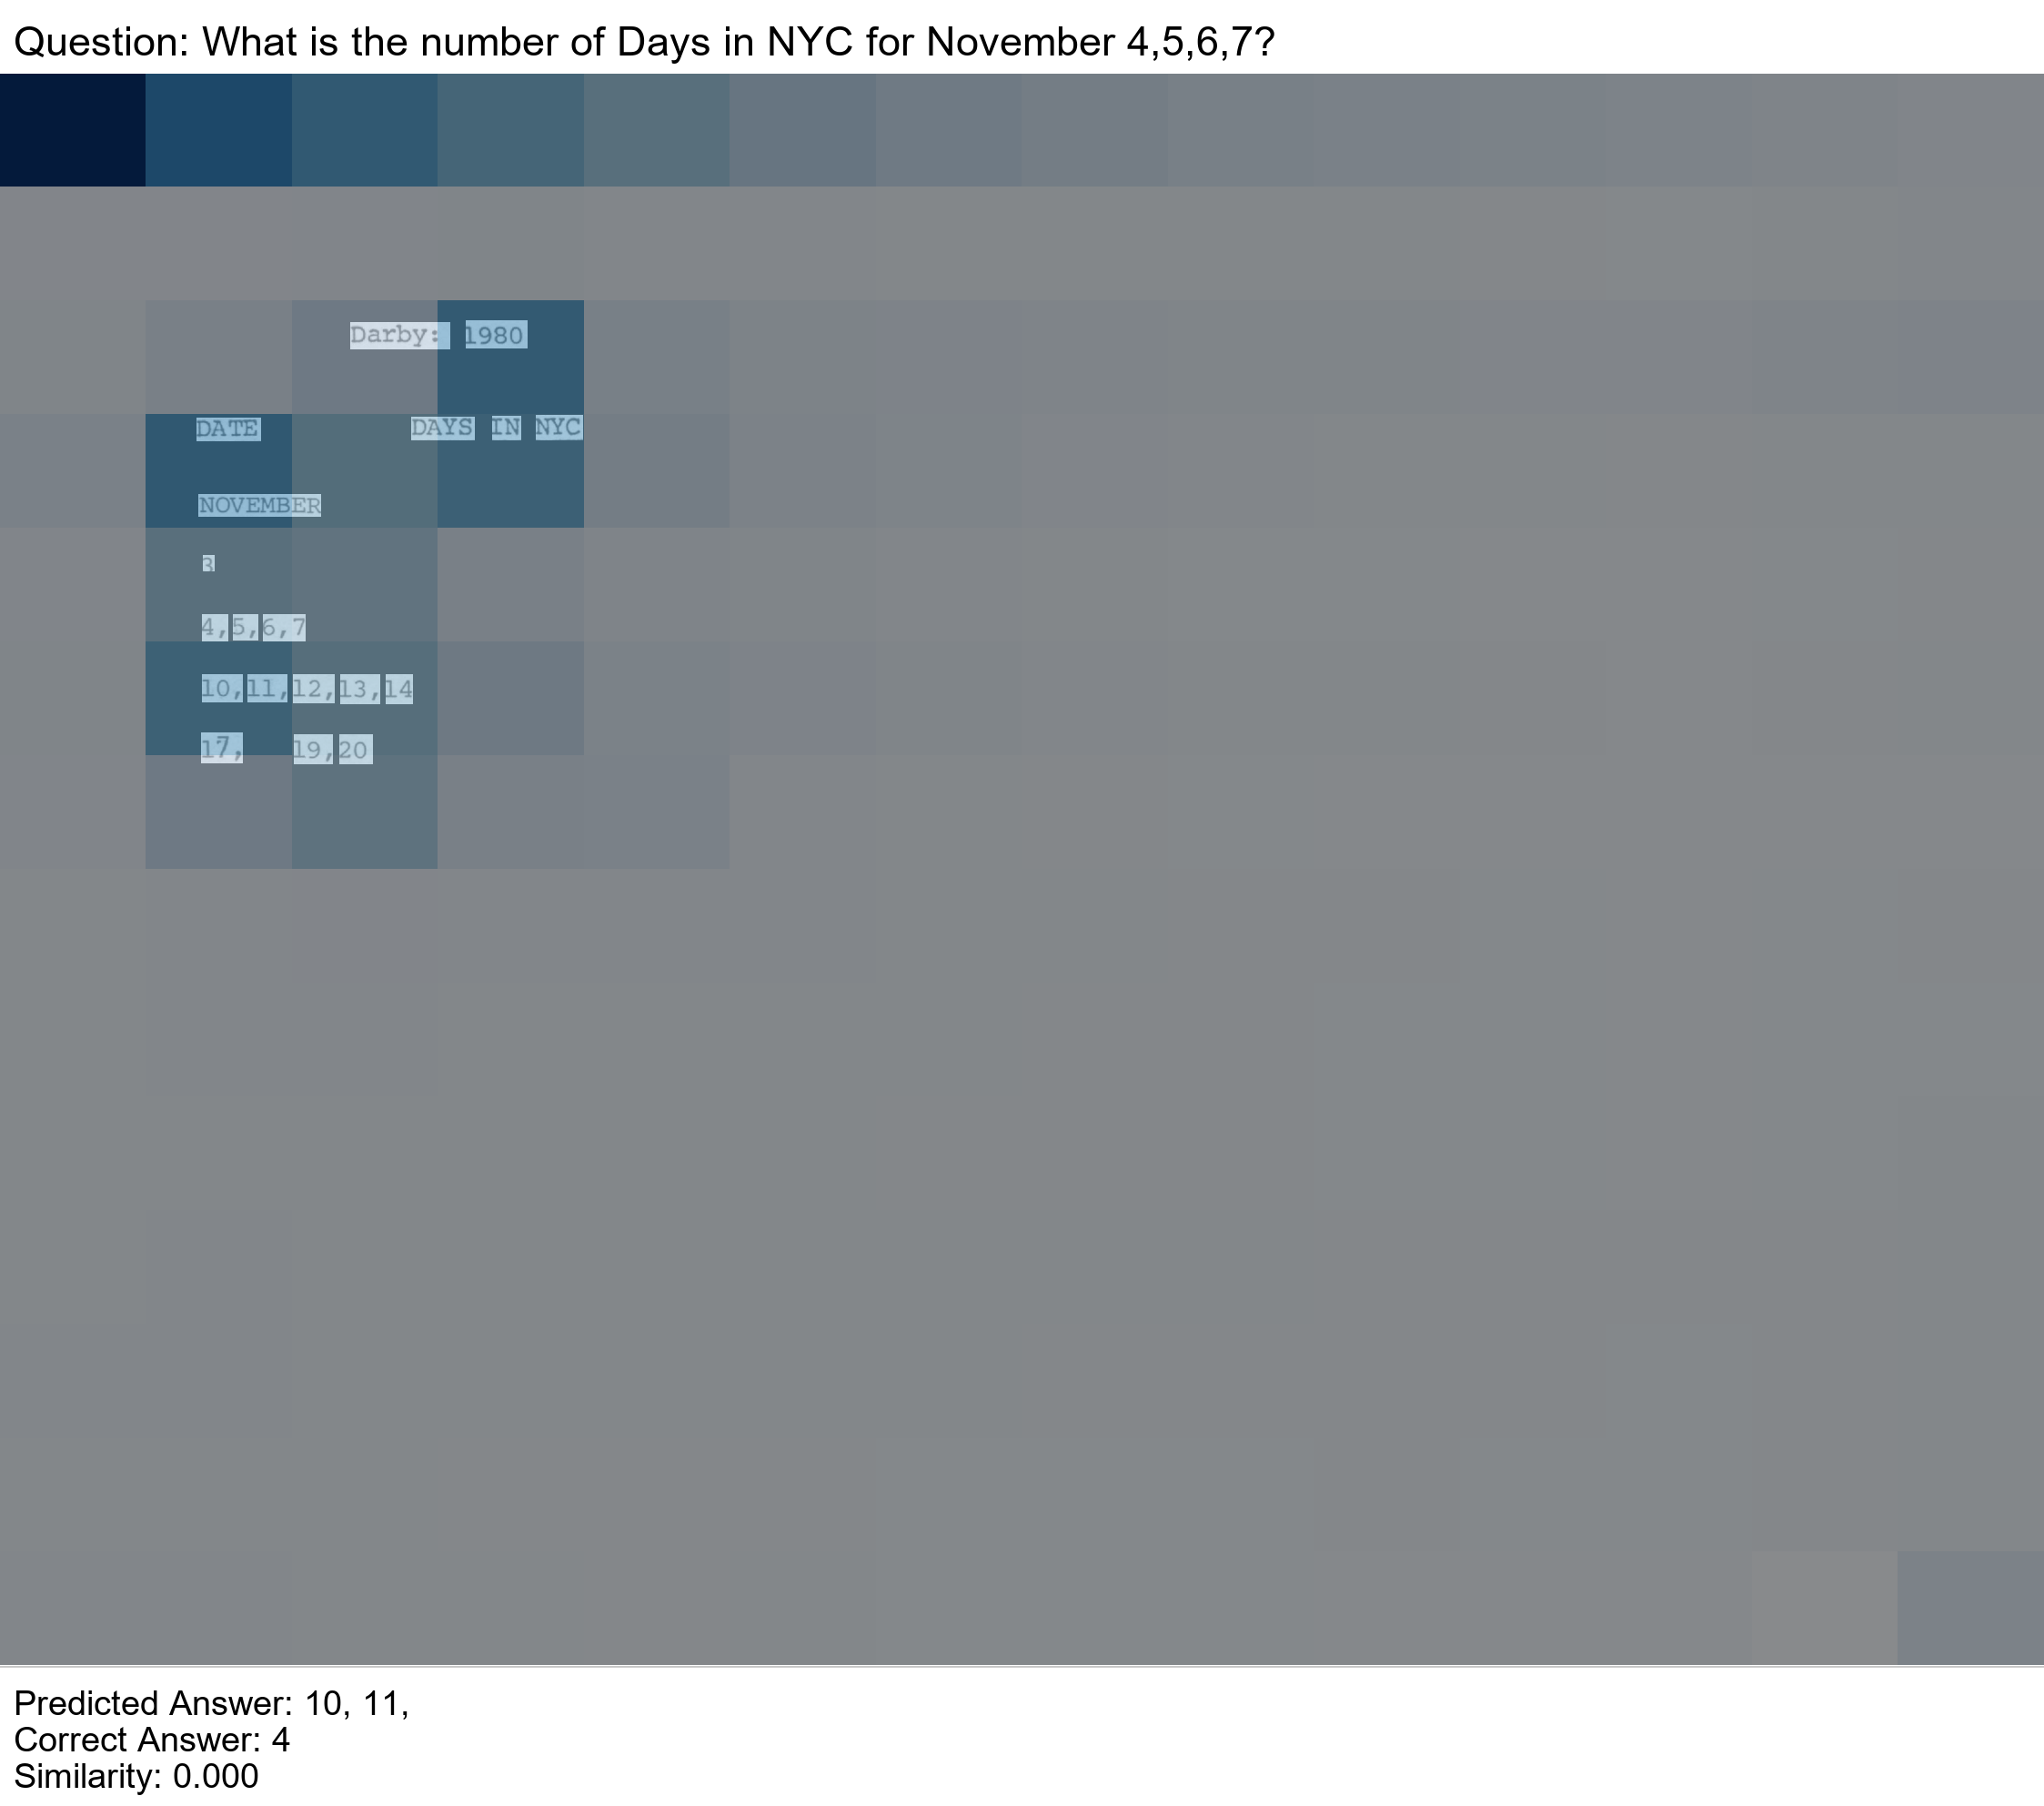 Question: What is the number of Days in NYC for November 4,5,6,7?
Darby: 1980
DATE DAYS IN NYC
NOVEMBER
3
4,5,6,7
10,11,12,13,14
17, 19,20
Predicted Answer: 10, 11,
Correct Answer: 4
Similarity: 0.000